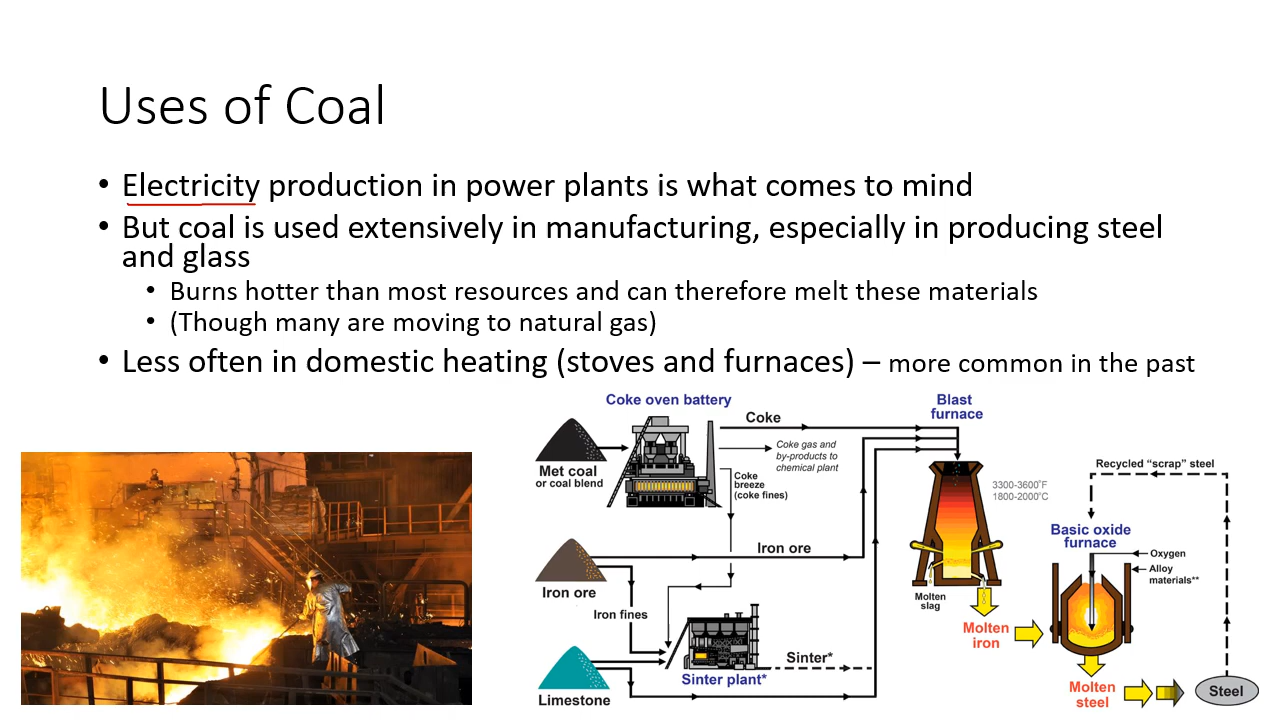 Uses of Coal
• Electricity production in power plants is what comes to mind
• But coal is used extensively in manufacturing, especially in producing steel
and glass
• Burns hotter than most resources and can therefore melt these materials
• (Though many are moving to natural gas)
• Less often in domestic heating (stoves and furnaces) – more common in the past
Coke oven battery
Coke
Blast
furnace
Met coal
or coal blend
Coke gas and
by-products to
chemical plant
Coke
breeze
(coke fines)
3300-3600°F
1800-2000°C
Recycled “scrap” steel
Basic oxide
furnace
Oxygen
Alloy
materials**
Iron ore
Iron ore
Iron fines
Molten
slag
Molten
iron
Limestone
Sinter plant*
Sinter*
Molten
steel
Steel